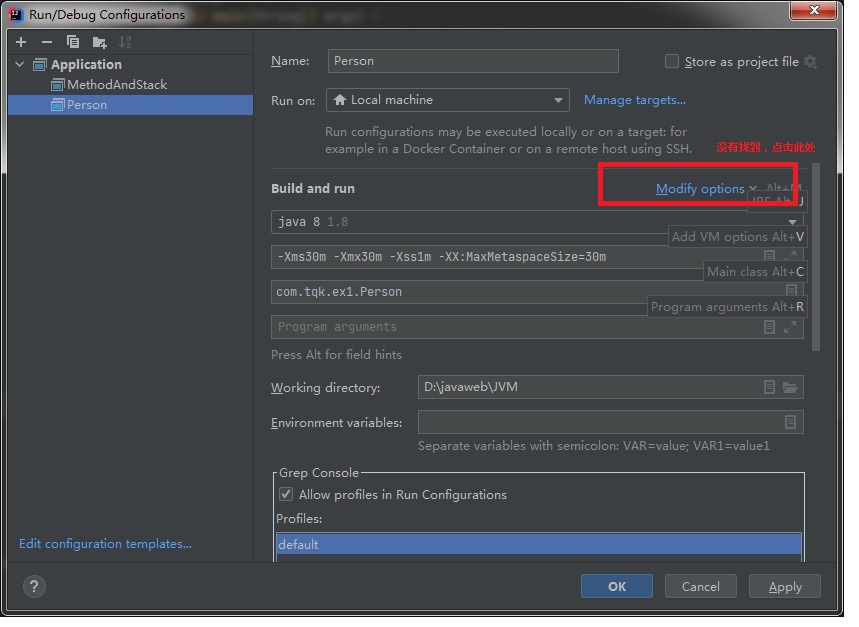 Run/Debug Configurations
main(String[] args) {
Application
MethodAndStack
Person
Name:
Person
Store as project file
Run on:
Local machine
Manage targets...
Run configurations may be executed locally or on a target: for
example in a Docker Container or on a remote host using SSH.
没有找到，点击此处
Build and run
Modify options
Alt+M
JRE Alt+J
java 8 1.8
Add VM options Alt+V
-Xms30m -Xmx30m -Xss1m -XX:MaxMetaspaceSize=30m
Main class Alt+C
com.tqk.ex1.Person
Program arguments Alt+R
Program arguments
Press Alt for field hints
Working directory:
D:\javaweb\JVM
Environment variables:
Separate variables with semicolon: VAR=value; VAR1=value1
Grep Console
Allow profiles in Run Configurations
Profiles:
default
Edit configuration templates...
?
OK
Cancel
Apply